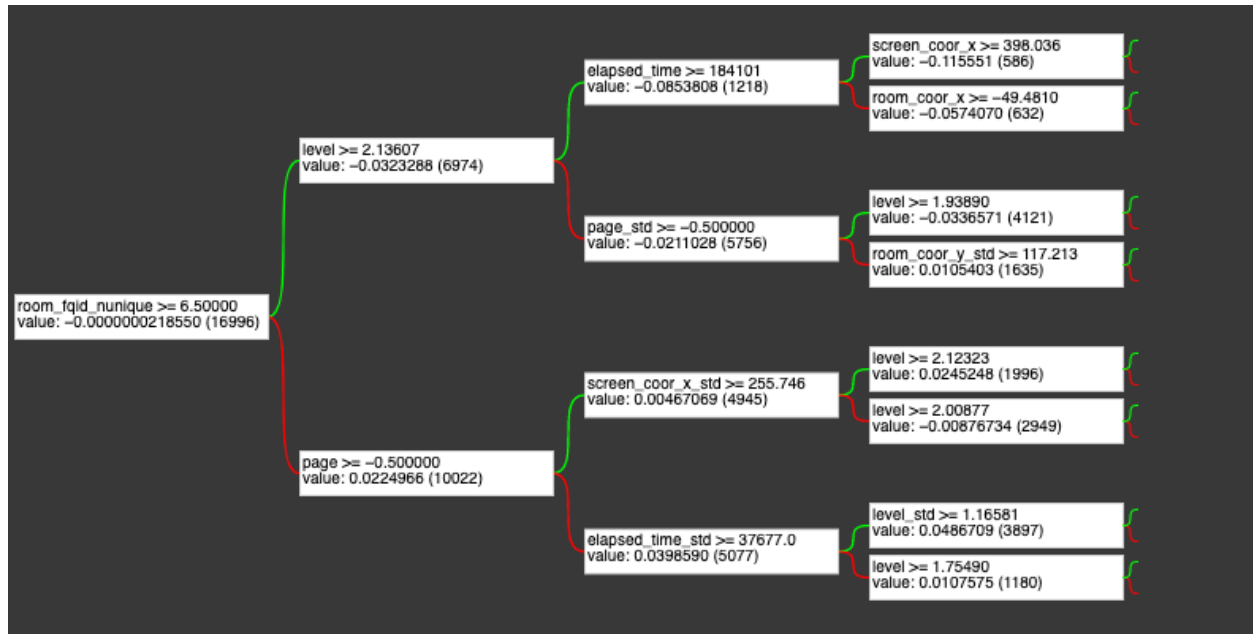 room_fqid_nunique >= 6.50000
value: −0.0000000218550 (16996)
level >= 2.13607
value: −0.0323288 (6974)
page >= −0.500000
value: 0.0224966 (10022)
elapsed_time >= 184101
value: −0.0853808 (1218)
page_std >= −0.500000
value: −0.0211028 (5756)
screen_coor_x_std >= 255.746
value: 0.00467069 (4945)
elapsed_time_std >= 37677.0
value: 0.0398590 (5077)
screen_coor_x >= 398.036
value: −0.115551 (586)
room_coor_x >= −49.4810
value: −0.0574070 (632)
level >= 1.93890
value: −0.0336571 (4121)
room_coor_y_std >= 117.213
value: 0.0105403 (1635)
level >= 2.12323
value: 0.0245248 (1996)
level >= 2.00877
value: −0.00876734 (2949)
level_std >= 1.16581
value: 0.0486709 (3897)
level >= 1.75490
value: 0.0107575 (1180)